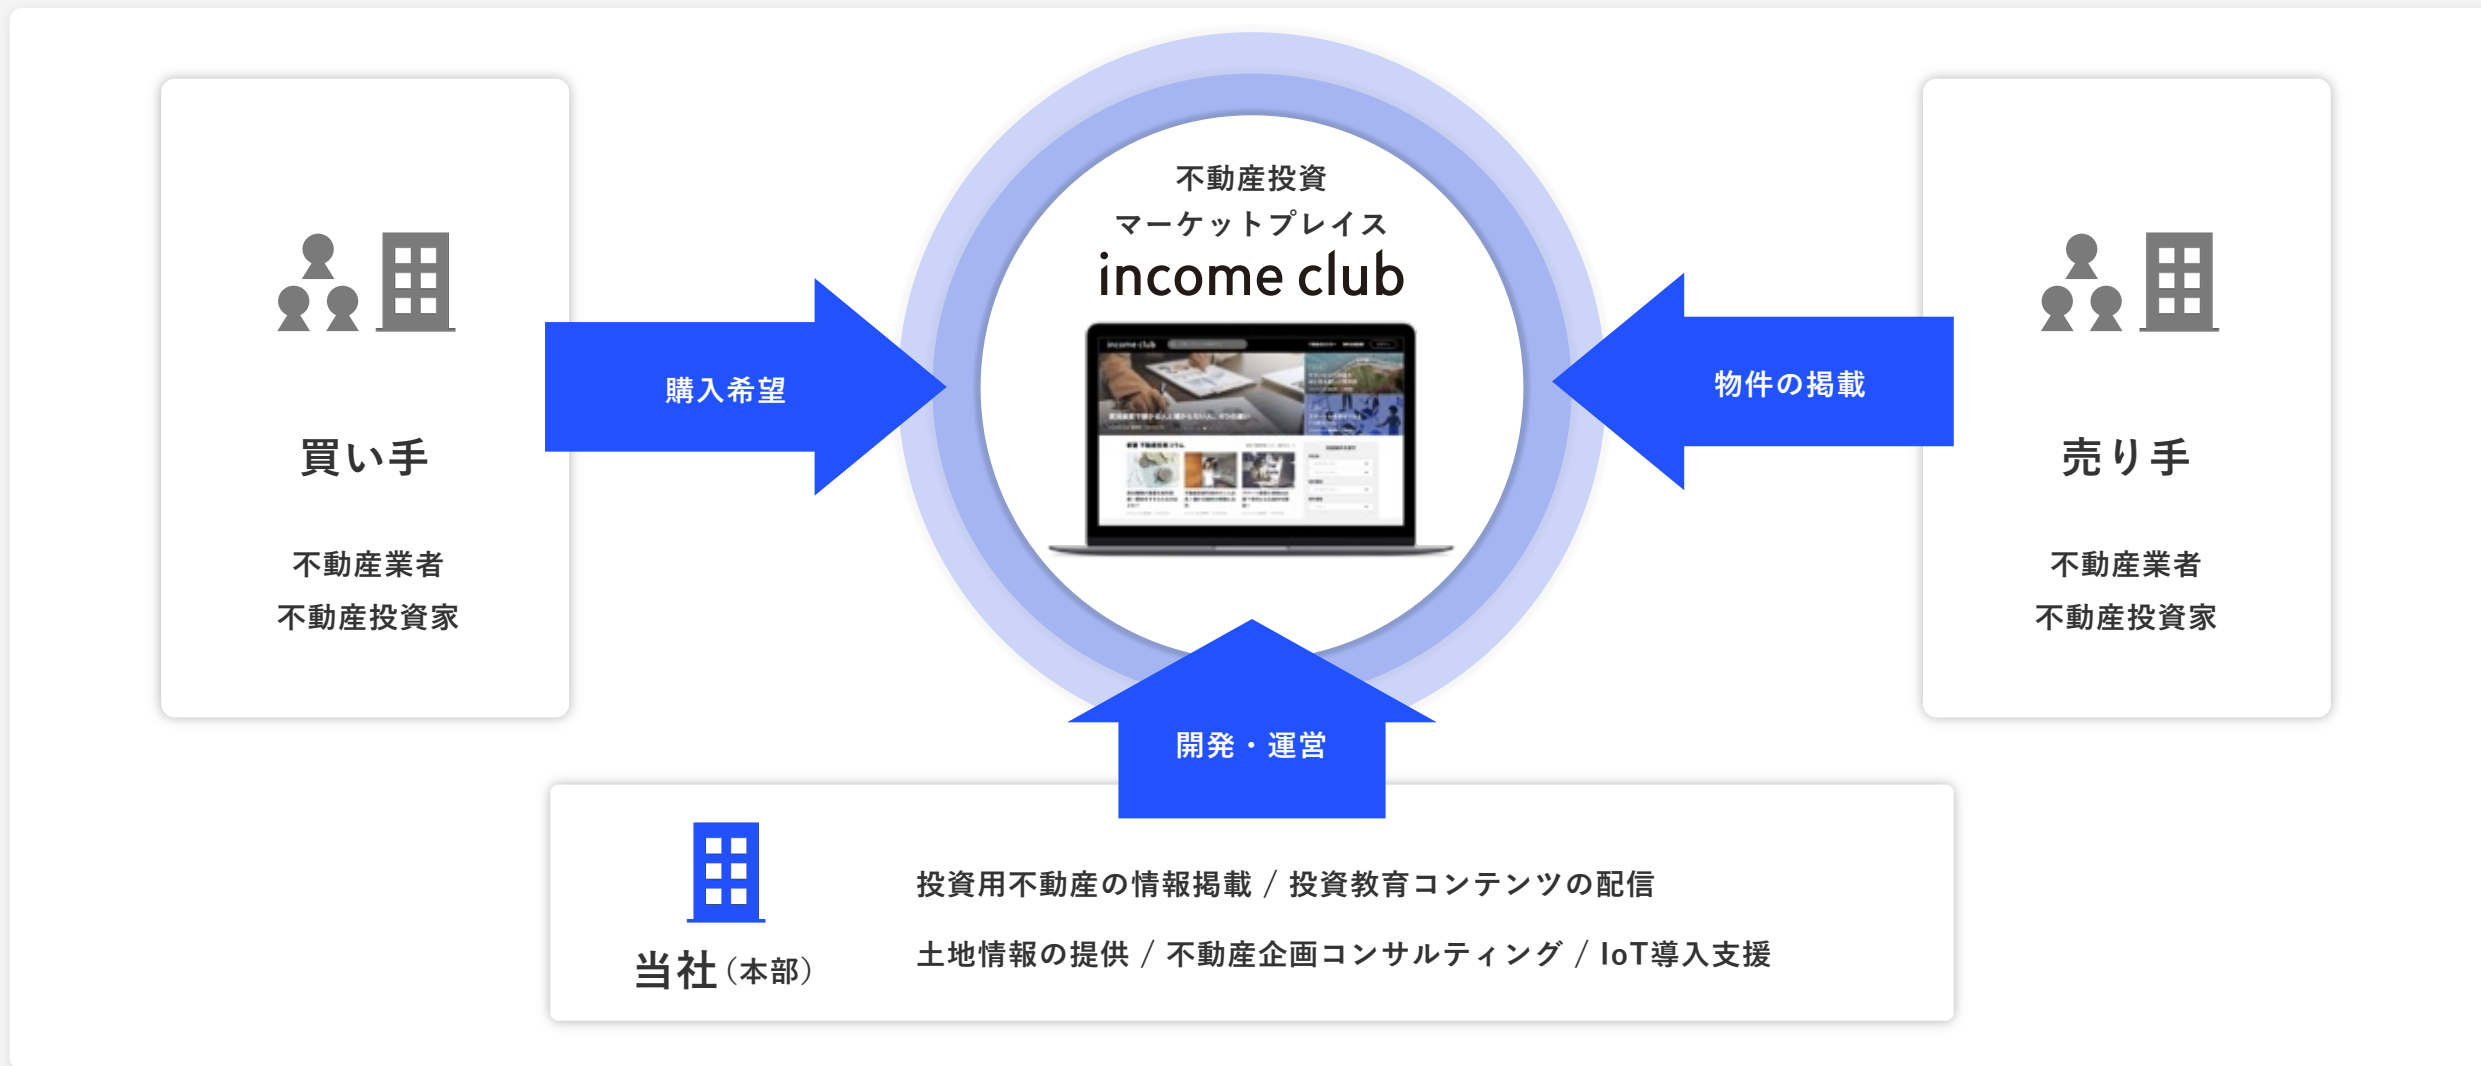 不動産投資
マーケットプレイス
income club
income club
購入希望
物件の掲載
買い手
不動産業者
不動産投資家
売り手
不動産業者
不動産投資家
開発・運営
当社（本部）
投資用不動産の情報掲載 / 投資教育コンテンツの配信
土地情報の提供 / 不動産企画コンサルティング / IoT導入支援